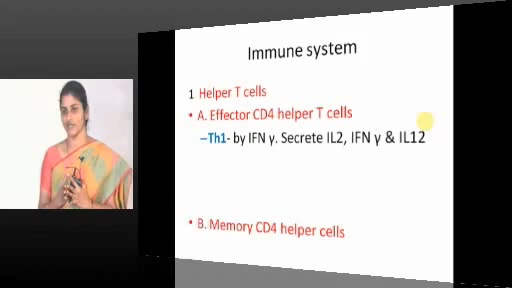 Immune system
1 Helper T cells
• A. Effector CD4 helper T cells
–Th1- by IFN γ. Secrete IL2, IFN γ & IL12
• B. Memory CD4 helper cells